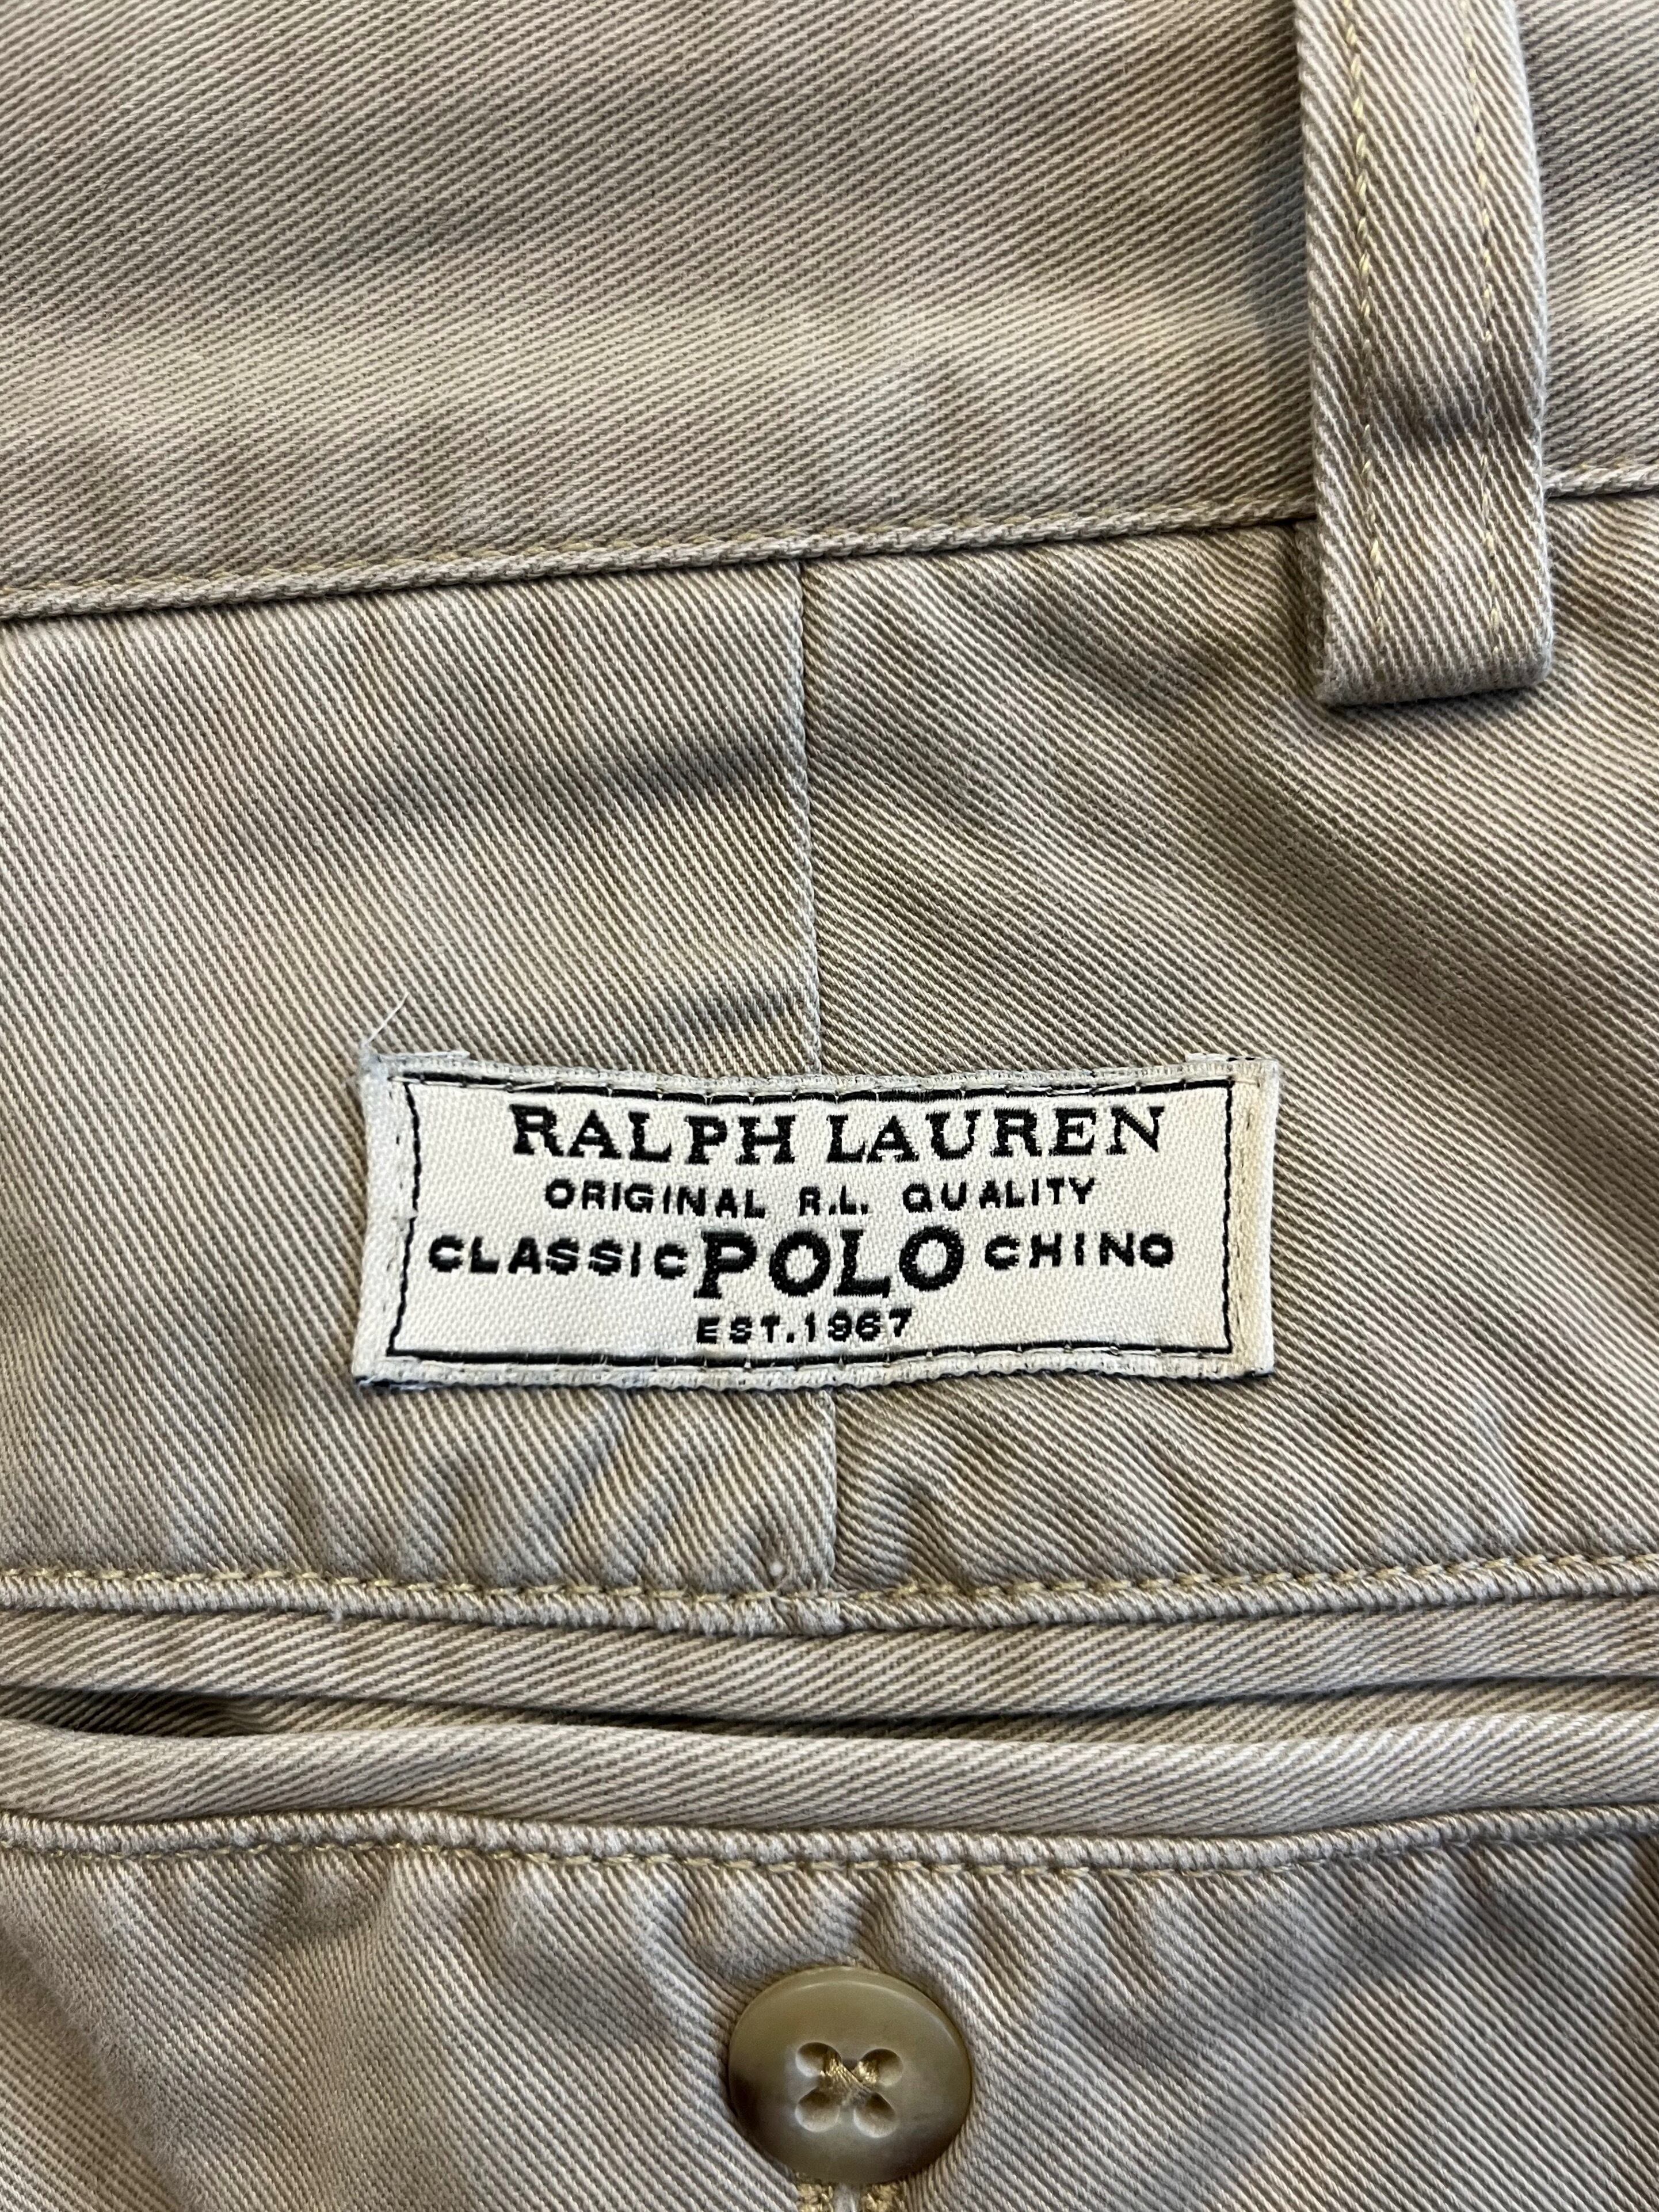 RALPH LAUREN
ORIGINAL R.L. QUALITY
CLASSIC POLO CHINO
EST.1967